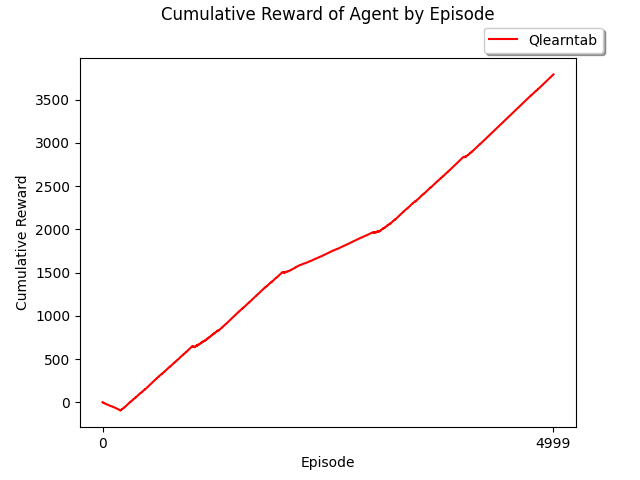 Cumulative Reward of Agent by Episode
Qlearntab
3500
3000
2500
2000
1500
1000
500
0
Cumulative Reward
0
4999
Episode